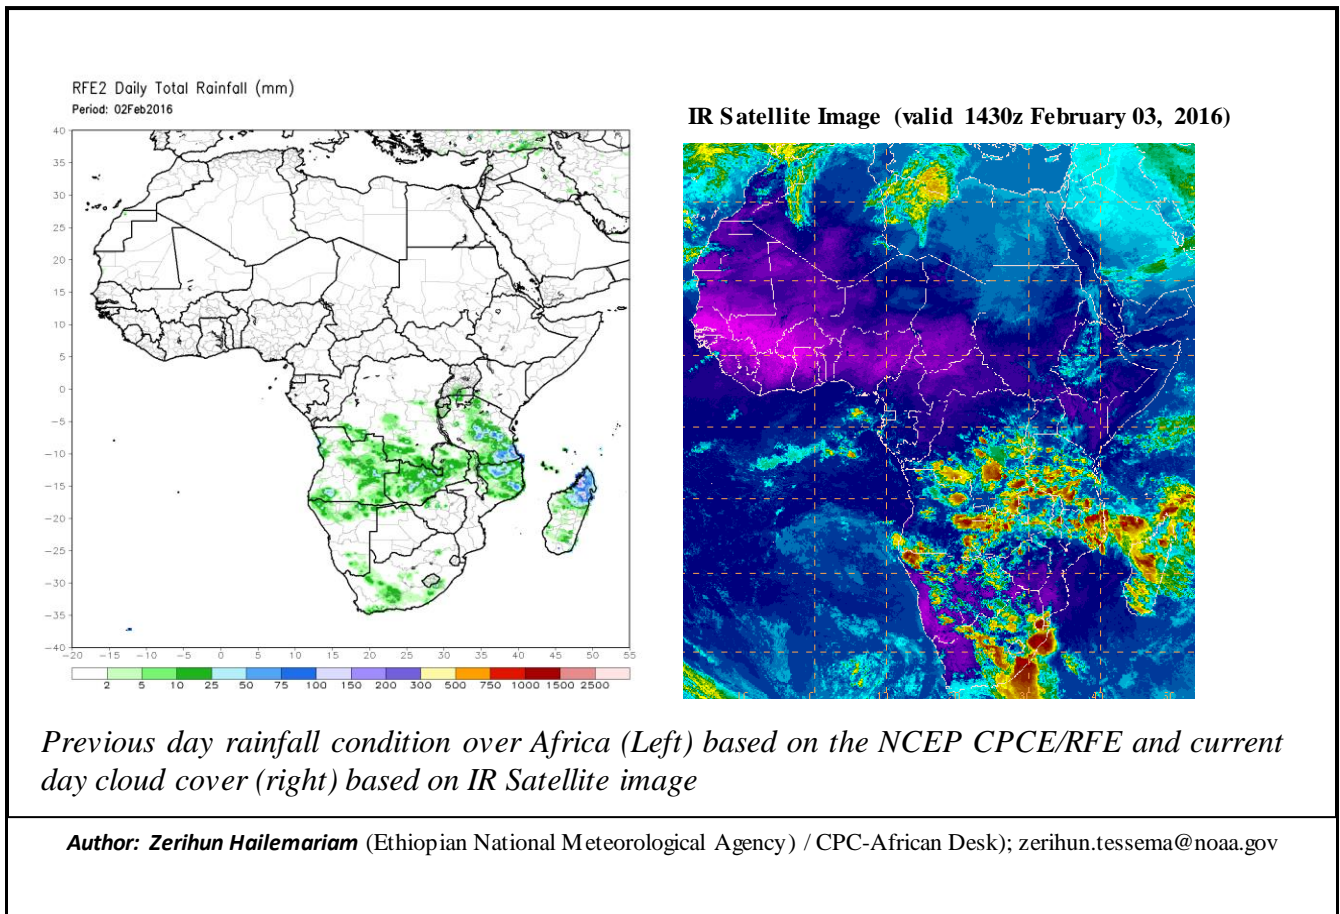 RFE2 Daily Total Rainfall (mm)
Period: 02Feb2016
IR Satellite Image (valid 1430z February 03, 2016)
40
35
30
25
20
15
10
5
0
-5
-10
-15
-20
-25
-30
-35
-40
-20 -15 -10 -5 0 5 10 15 20 25 30 35 40 45 50 55
2 5 10 25 50 75 100 150 200 300 500 750 1000 1500 2500
Previous day rainfall condition over Africa (Left) based on the NCEP CPCE/RFE and current
day cloud cover (right) based on IR Satellite image
Author: Zerihun Hailemariam (Ethiopian National Meteorological Agency) / CPC-African Desk); zerihun.tessema@noaa.gov